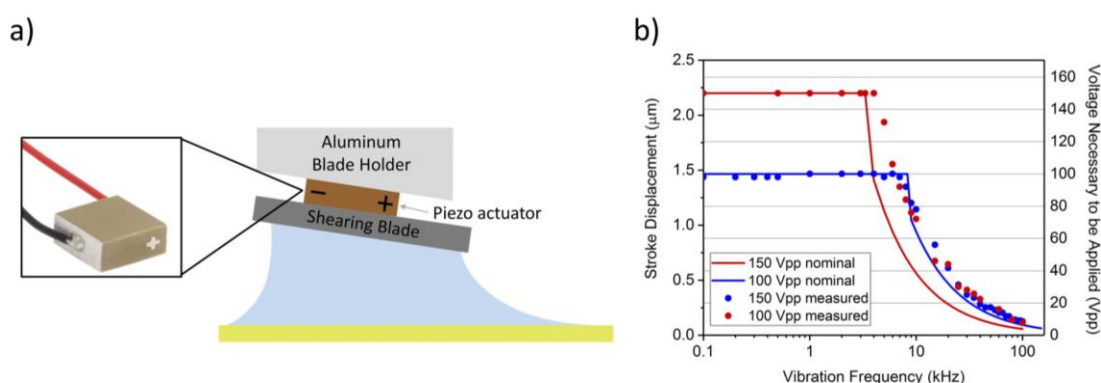 a)
Aluminum
Blade Holder
− +
Piezo actuator
Shearing Blade
+
b)
Stroke Displacement (μm)
2.5
2.0
1.5
1.0
0.5
0.0
150 Vpp nominal
100 Vpp nominal
150 Vpp measured
100 Vpp measured
0.1 1 10 100
Vibration Frequency (kHz)
160
140
120
100
80
60
40
20
0
Voltage Necessary to be Applied (Vpp)